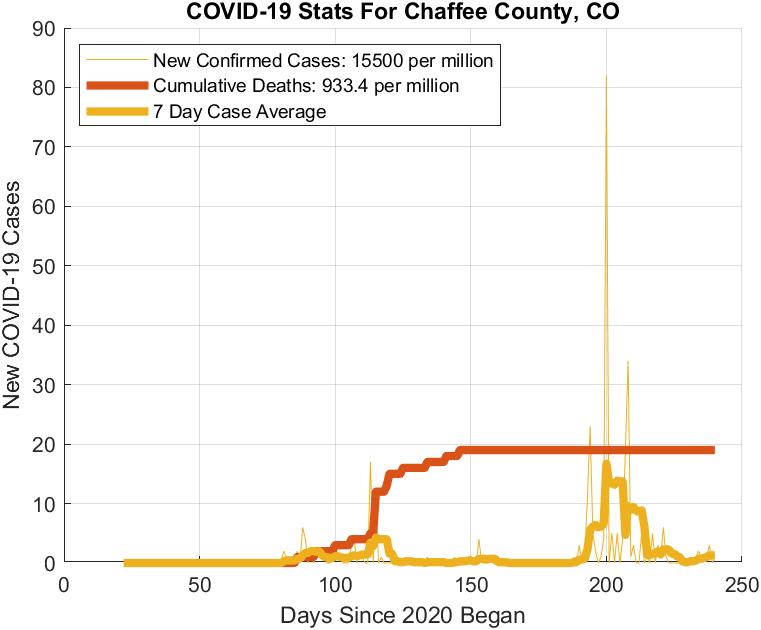 COVID-19 Stats For Chaffee County, CO
90
80
70
60
50
40
30
20
10
0
New COVID-19 Cases
New Confirmed Cases: 15500 per million
Cumulative Deaths: 933.4 per million
7 Day Case Average
0
50
100
150
200
250
Days Since 2020 Began